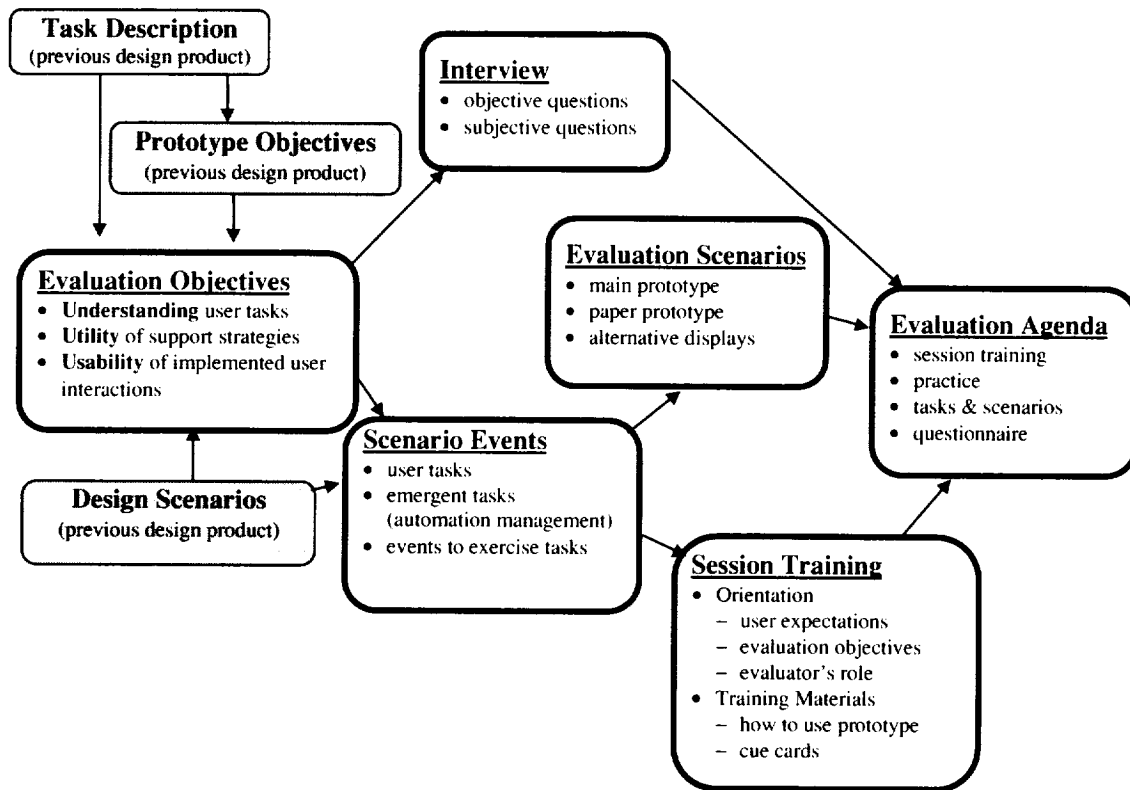 Task Description
(previous design product)
Prototype Objectives
(previous design product)
Interview
• objective questions
• subjective questions
Evaluation Objectives
• Understanding user tasks
• Utility of support strategies
• Usability of implemented user
interactions
Evaluation Scenarios
• main prototype
• paper prototype
• alternative displays
Evaluation Agenda
• session training
• practice
• tasks & scenarios
• questionnaire
Design Scenarios
(previous design product)
Scenario Events
• user tasks
• emergent tasks
(automation management)
• events to exercise tasks
Session Training
• Orientation
– user expectations
– evaluation objectives
– evaluator's role
• Training Materials
– how to use prototype
– cue cards